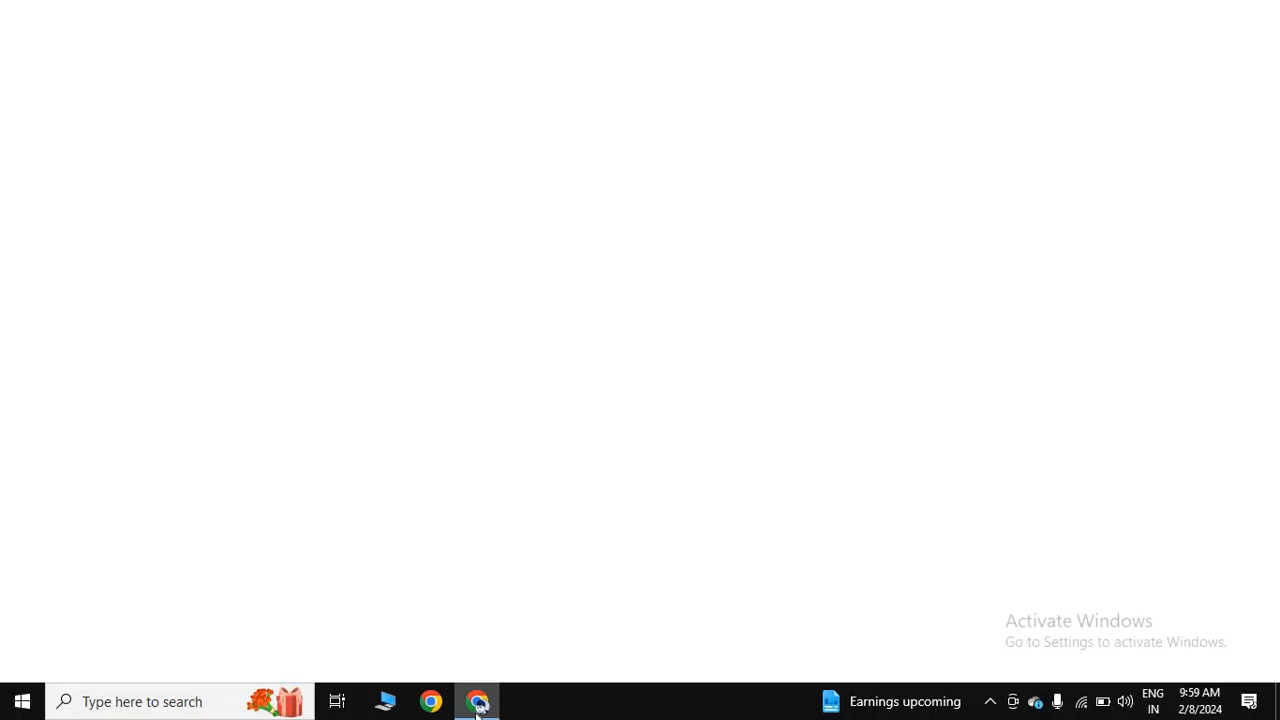 Activate Windows
Go to Settings to activate Windows.
Type here to search
Earnings upcoming
ENG
IN
9:59 AM
2/8/2024